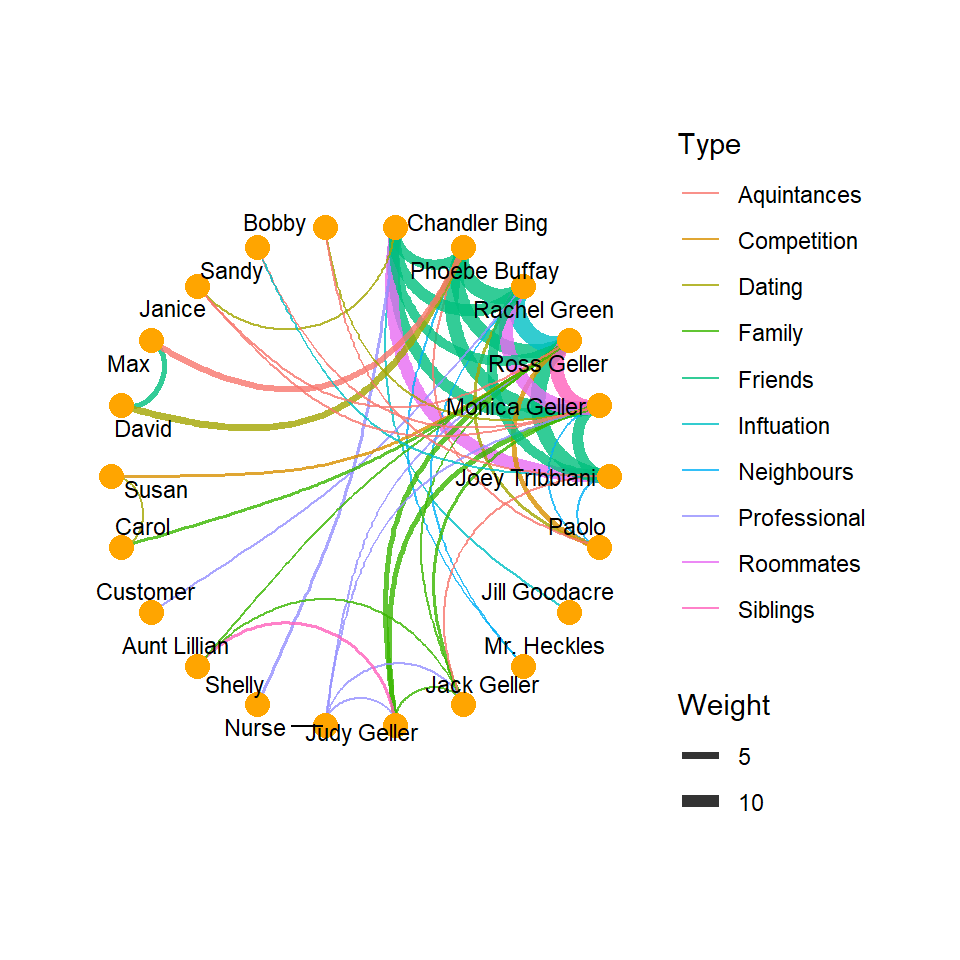 Bobby
Chandler Bing
Sandy
Phoebe Buffay
Janice
Rachel Green
Max
Ross Geller
David
Monica Geller
Susan
Joey Tribbiani
Carol
Paolo
Customer
Jill Goodacre
Aunt Lillian
Mr. Heckles
Shelly
Jack Geller
Nurse
Judy Geller
Type
Aquintances
Competition
Dating
Family
Friends
Inftuation
Neighbours
Professional
Roommates
Siblings
Weight
5
10